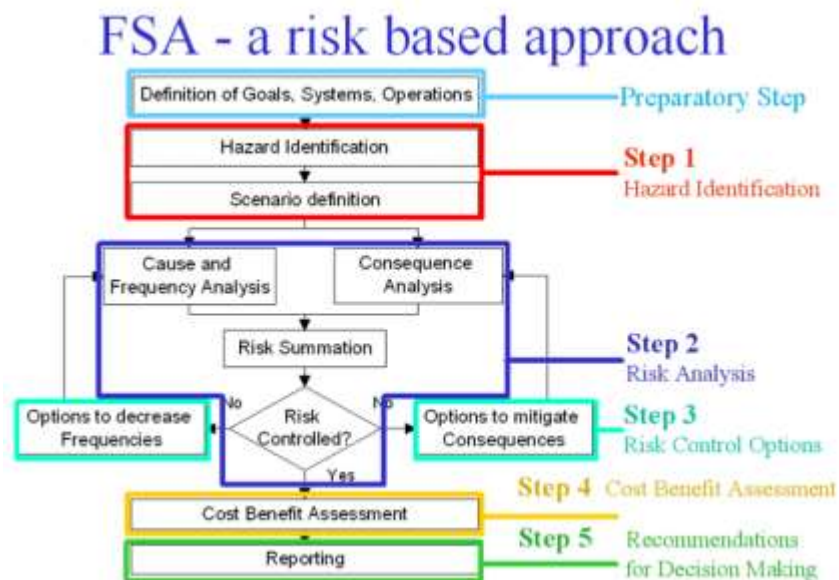 FSA - a risk based approach
Definition of Goals, Systems, Operations
Preparatory Step
Hazard Identification
Step 1
Hazard Identification
Scenario definition
Cause and
Frequency Analysis
Consequence
Analysis
Risk Summation
Step 2
Risk Analysis
No
No
Options to decrease
Frequencies
Risk
Controlled?
Options to mitigate
Consequences
Step 3
Risk Control Options
Yes
Step 4 Cost Benefit Assessment
Cost Benefit Assessment
Step 5 Recommendations
for Decision Making
Reporting